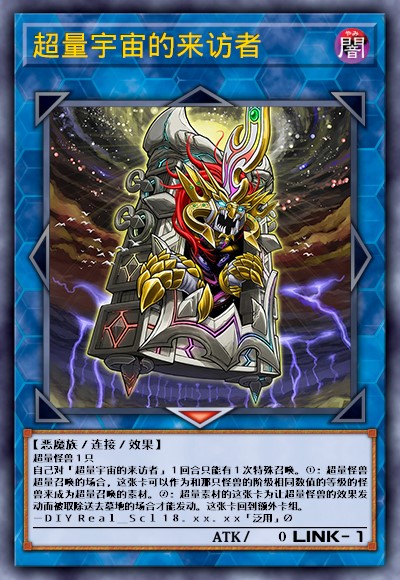 超量宇宙的来访者
やみ
闇
【恶魔族/连接/效果】
超量怪兽1只
自己对「超量宇宙的来访者」1回合只能有1次特殊召唤。①：超量怪兽
超量召唤的场合，这张卡可以作为和那只怪兽的阶级相同数值的等级的怪
兽来成为超量召唤的素材。②：超量素材的这张卡为让超量怪兽的效果发
动而被取除送去墓地的场合才能发动。这张卡回到额外卡组。
－DIYReal＿Scl18.xx.xx「泛用」∅
ATK/ 0 LINK-1